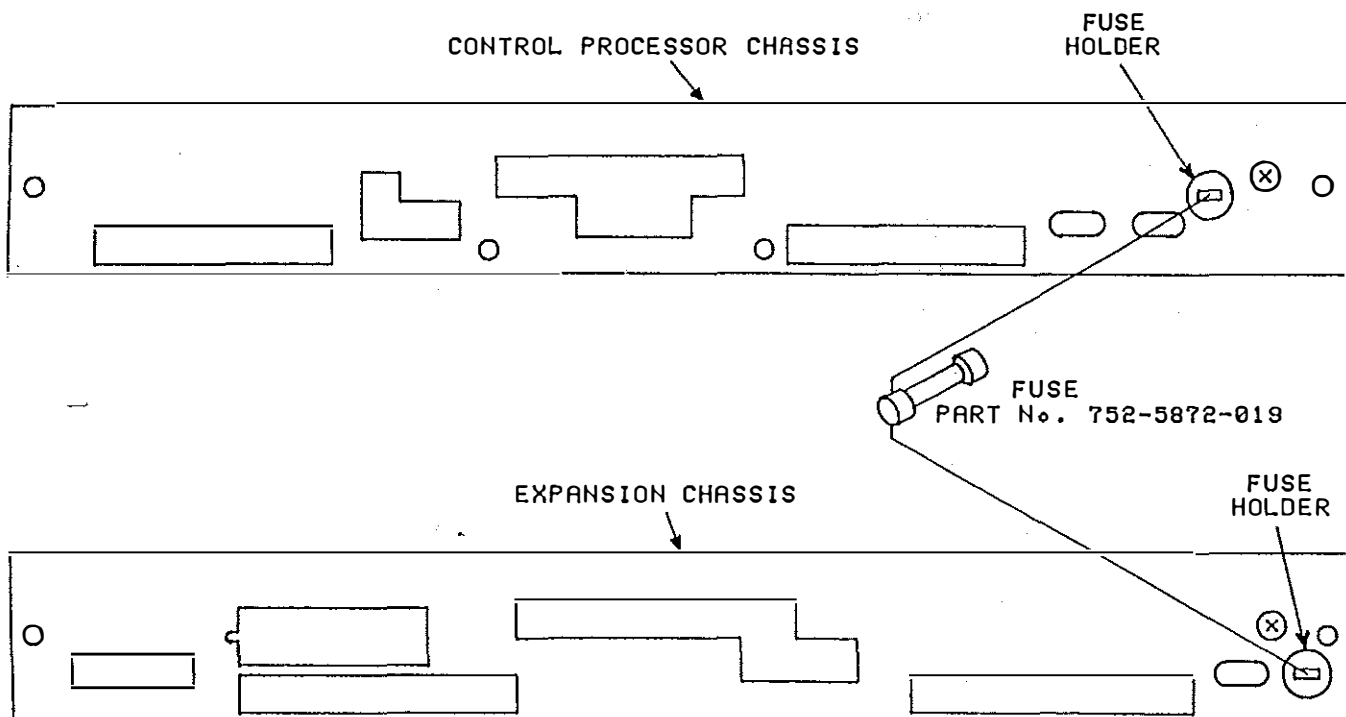 CONTROL PROCESSOR CHASSIS
FUSE
HOLDER
FUSE
PART No. 752-5872-019
EXPANSION CHASSIS
FUSE
HOLDER